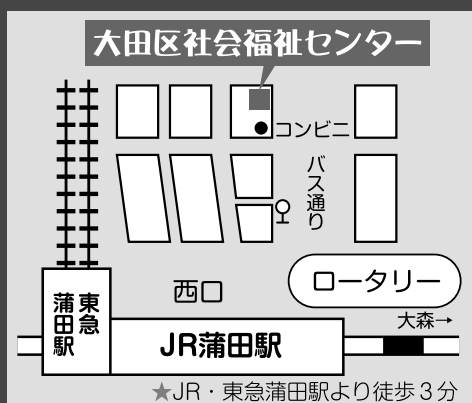 大田区社会福祉センター
コンビニ
バス通り
西口
ロータリー
大森→
東急
蒲田駅
JR蒲田駅
★JR・東急蒲田駅より徒歩3分